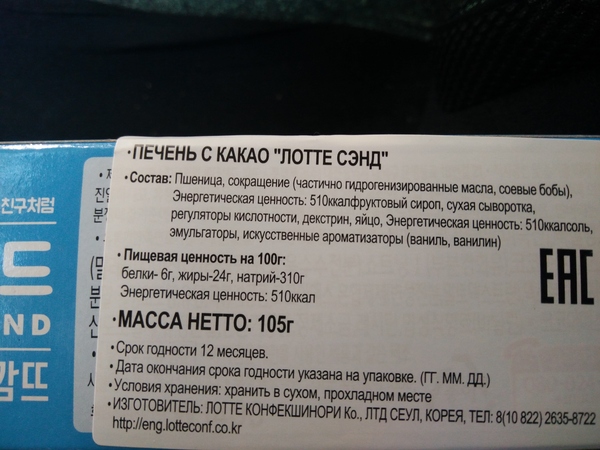 친구처럼
드
ND
감뜨
·ПЕЧЕНЬ С КАКАО "ЛОТТЕ СЭНД"
• Состав: Пшеница, сокращение (частично гидрогенизированные масла, соевые бобы),
Энергетическая ценность: 510ккалфруктовый сироп, сухая сыворотка,
регуляторы кислотности, декстрин, яйцо, Энергетическая ценность: 510ккалсоль,
эмульгаторы, искусственные ароматизаторы (ваниль, ванилин)
• Пищевая ценность на 100г:
белки- 6г, жиры-24г, натрий-310г
Энергетическая ценность: 510ккал
EAC
•МАССА НЕТТО: 105г
•Срок годности 12 месяцев.
• Дата окончания срока годности указана на упаковке. (ГГ. ММ. ДД.)
•Условия хранения: хранить в сухом, прохладном месте
•ИЗГОТОВИТЕЛЬ: ЛОТТЕ КОНФЕКШИНОРИ Ко., ЛТД СЕУЛ, КОРЕЯ, ТЕЛ: 8(10 822) 2635-8722
http://eng.lotteconf.co.kr